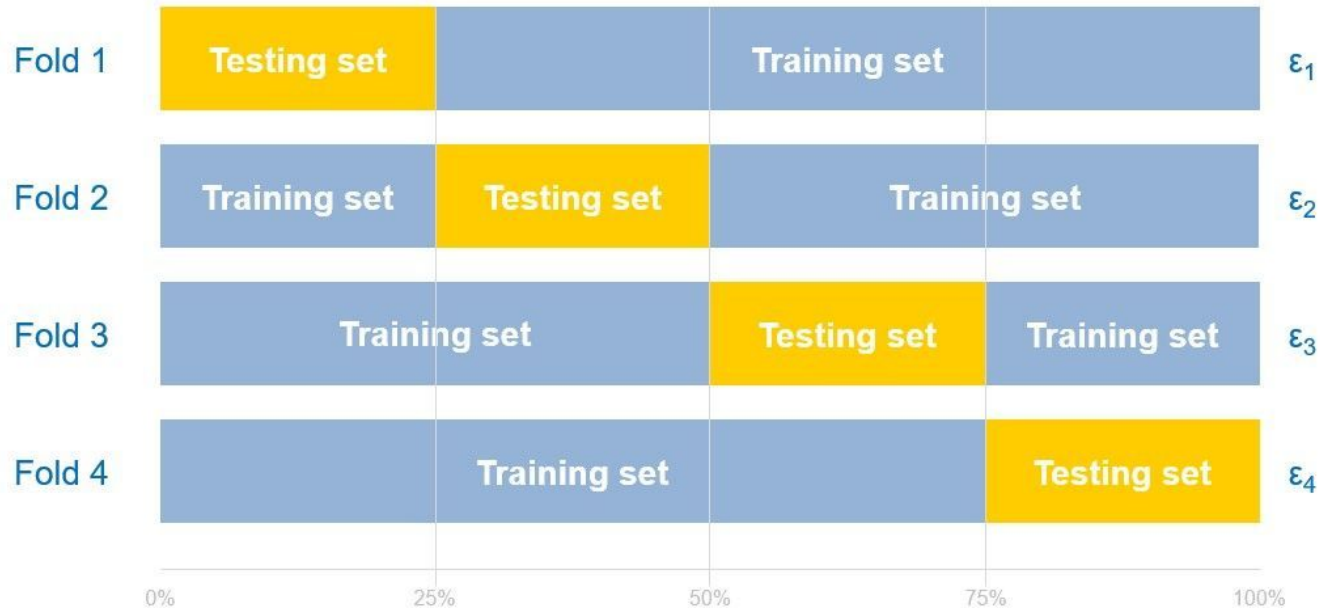 Fold 1 Testing set Training set ε₁
Fold 2 Training set Testing set Training set ε₂
Fold 3 Training set Testing set Training set ε₃
Fold 4 Training set Testing set ε₄
0% 25% 50% 75% 100%